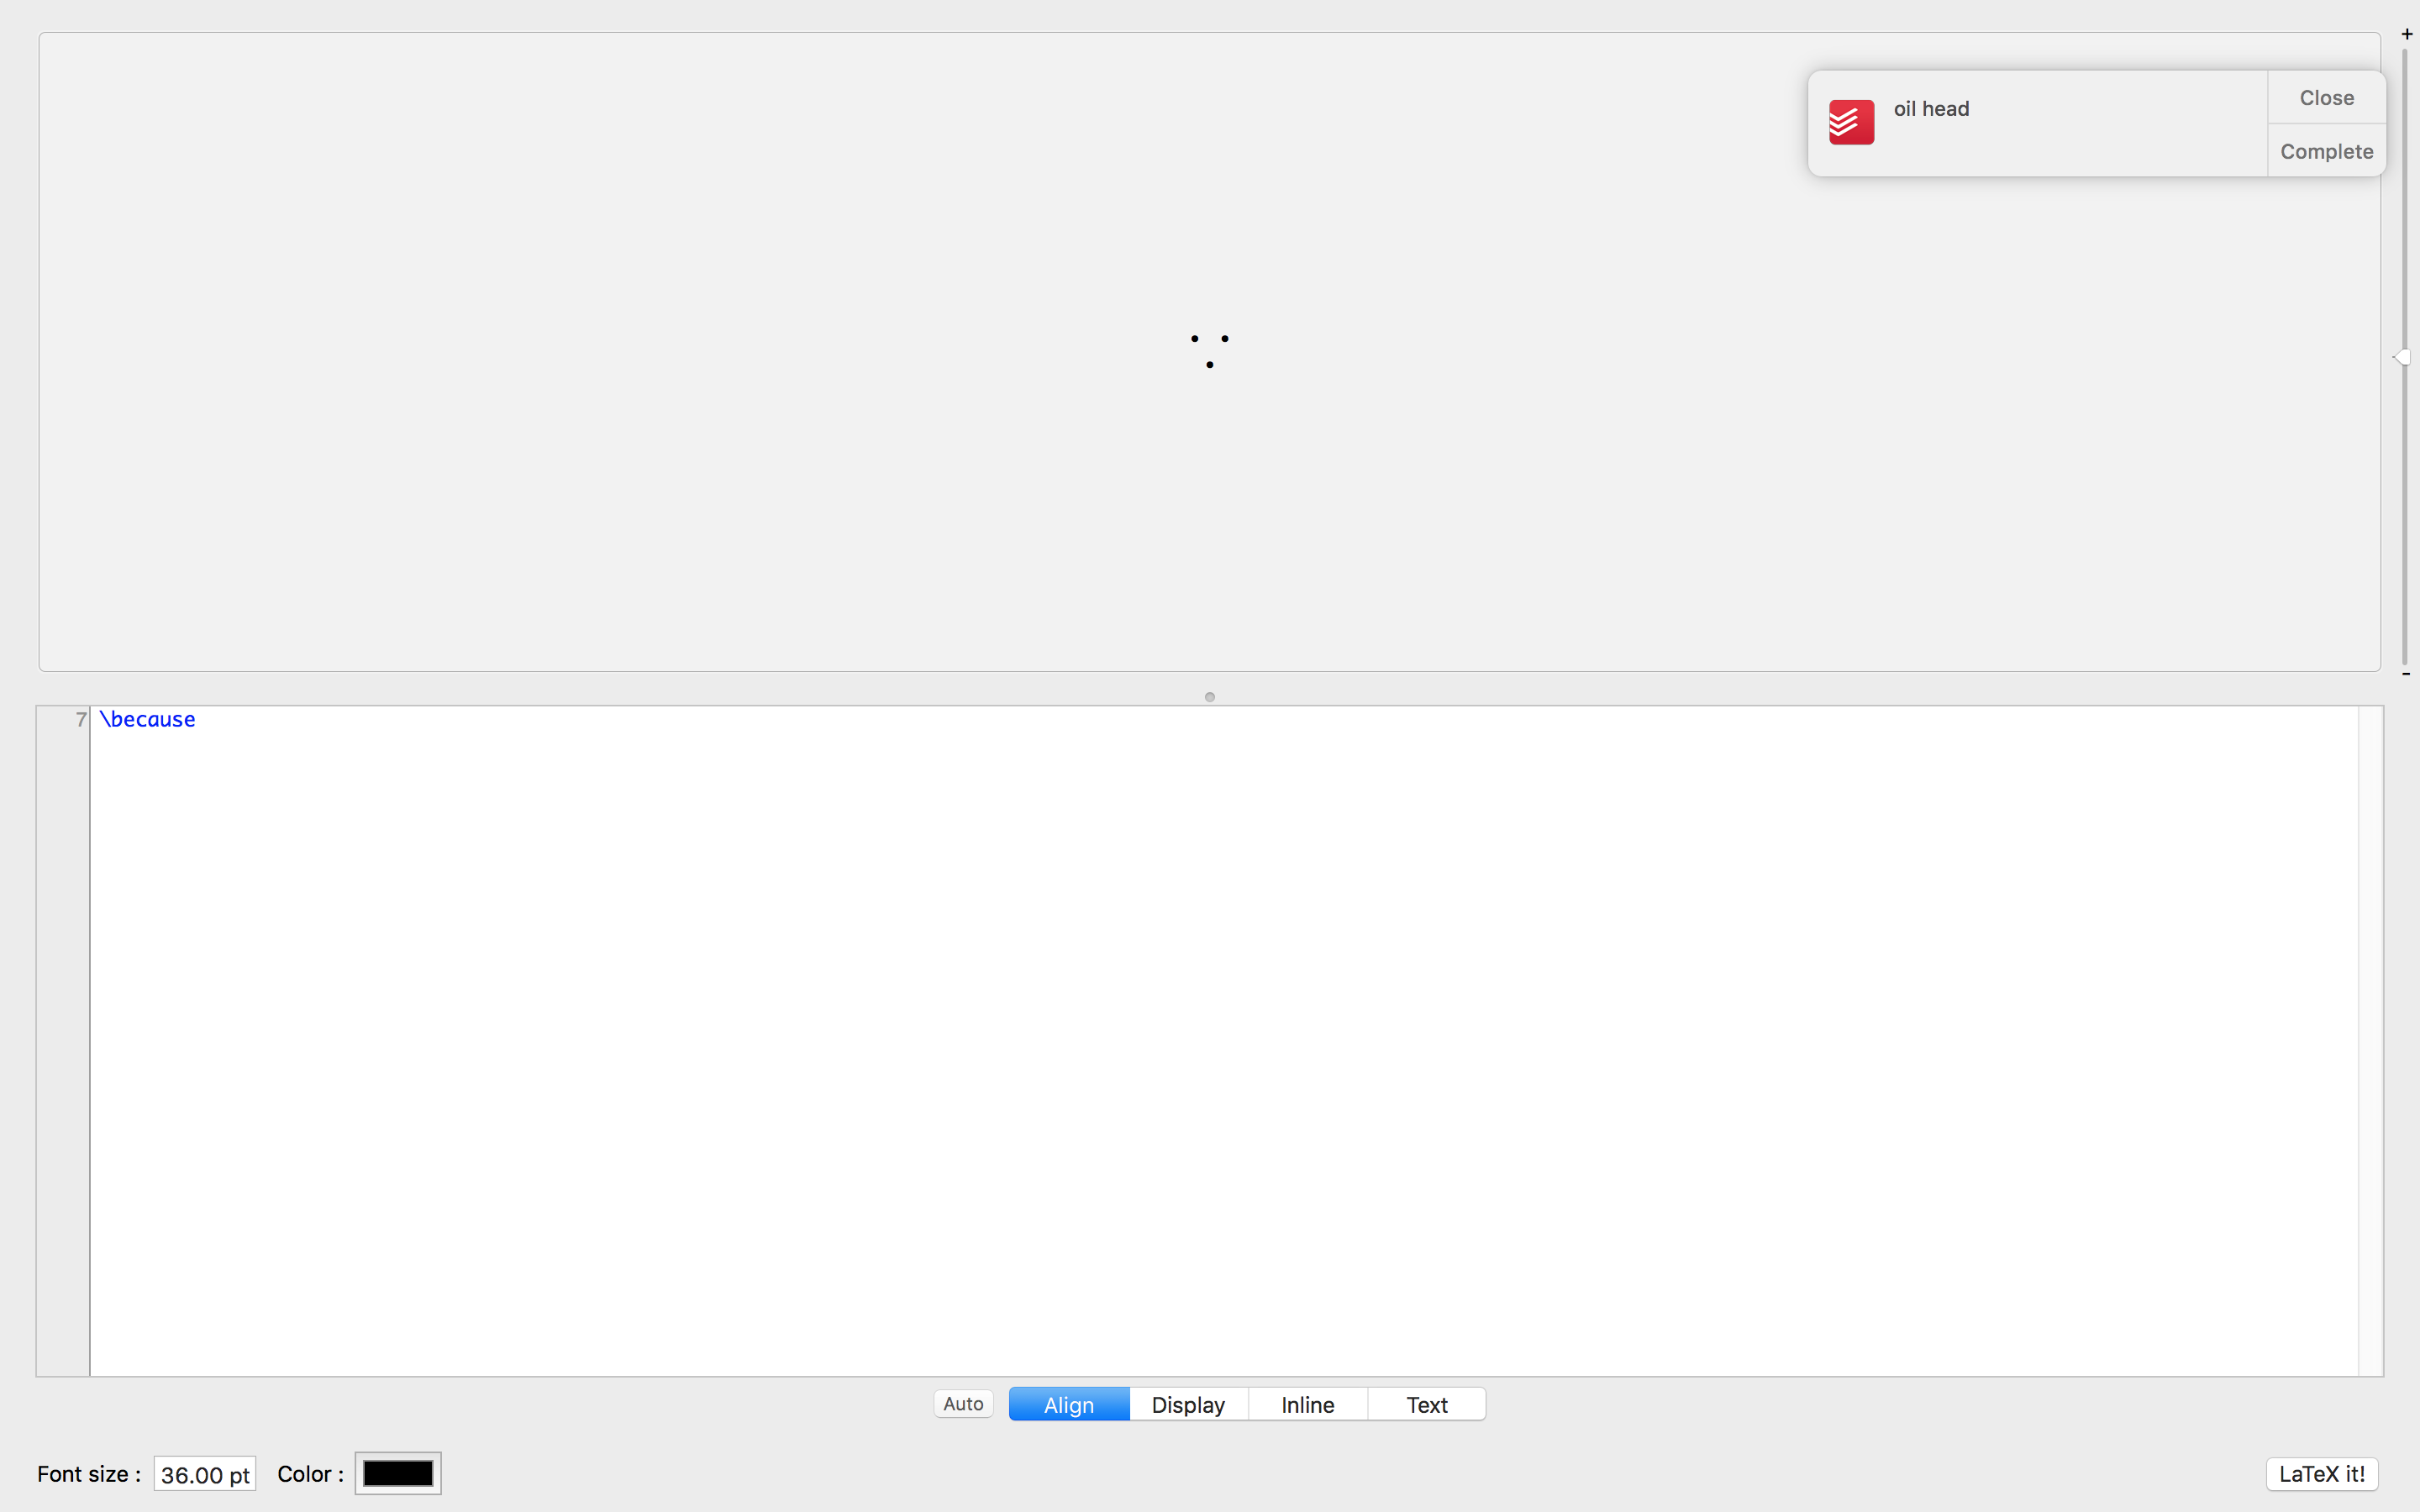 +
oil head
Close
Complete
∵
-
7 \because
Auto Align Display Inline Text
Font size : 36.00 pt Color : LaTeX it!